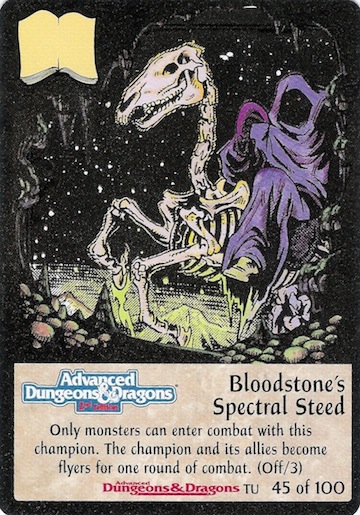 Advanced
Dungeons & Dragons
2nd Edition
Bloodstone's
Spectral Steed
Only monsters can enter combat with this
champion. The champion and its allies become
flyers for one round of combat. (Off/3)
Advanced
Dungeons & Dragons TU 45 of 100